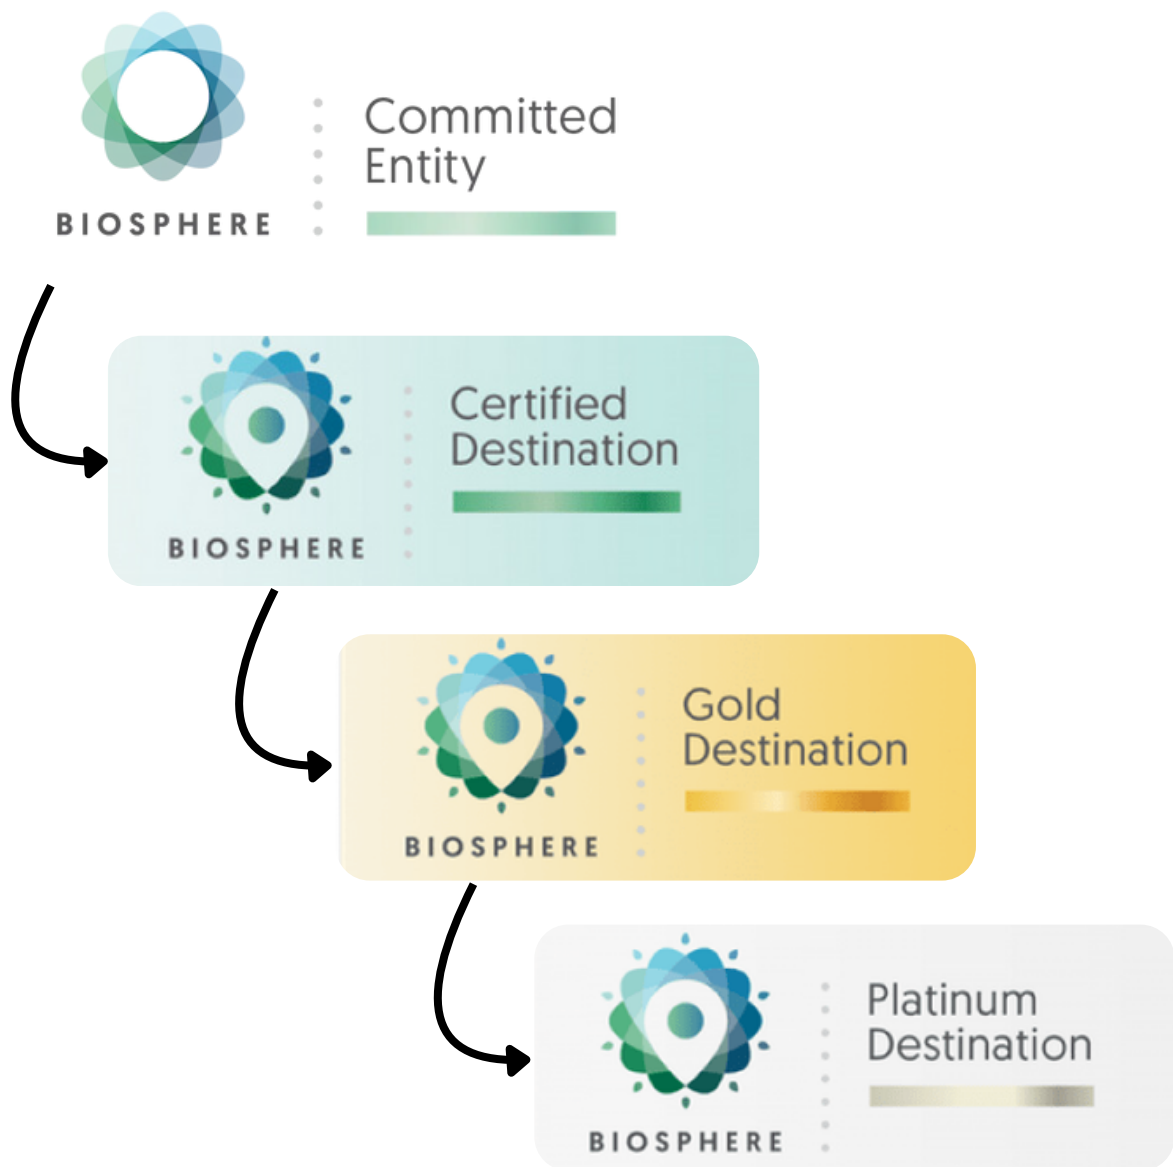 Committed
Entity
BIOSPHERE
Certified
Destination
BIOSPHERE
Gold
Destination
BIOSPHERE
Platinum
Destination
BIOSPHERE